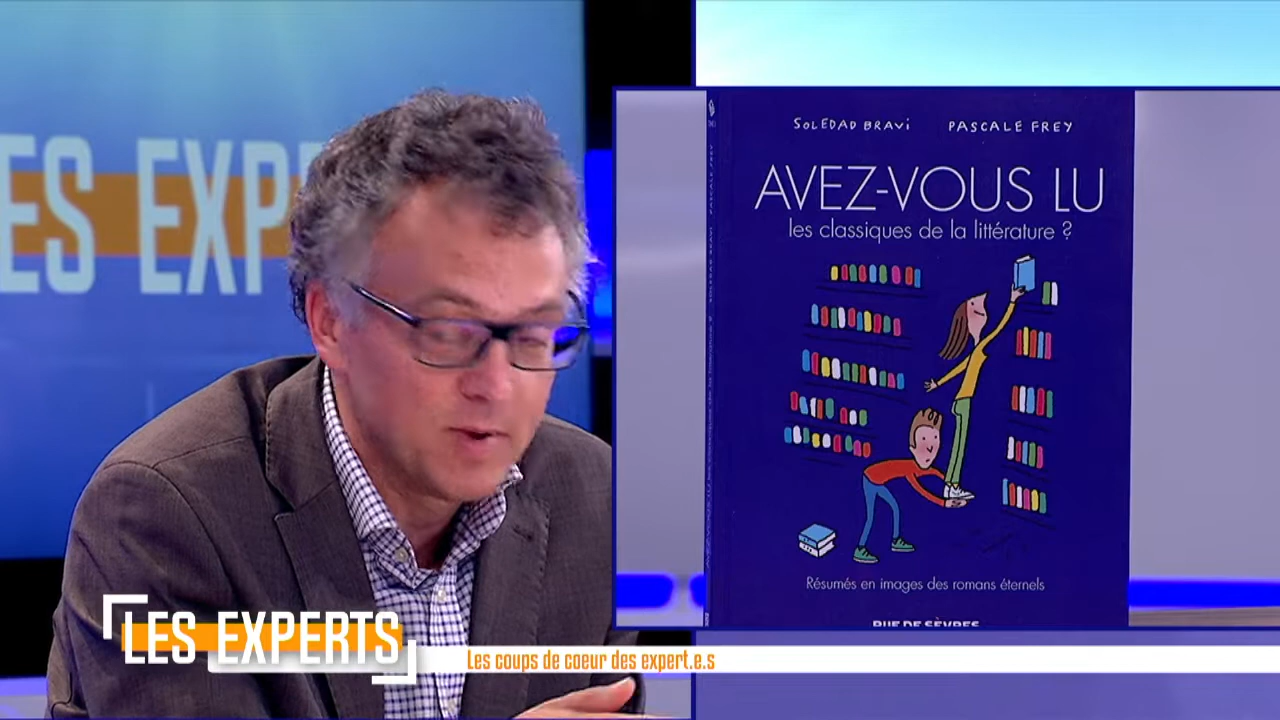 ES EXP
SOLEDAD BRAVI PASCALE FREY
AVEZ-VOUS LU
les classiques de la littérature ?
Résumés en images des romans éternels
RUE DE SÈVRES
LES EXPERTS
Les coups de coeur des expert.e.s